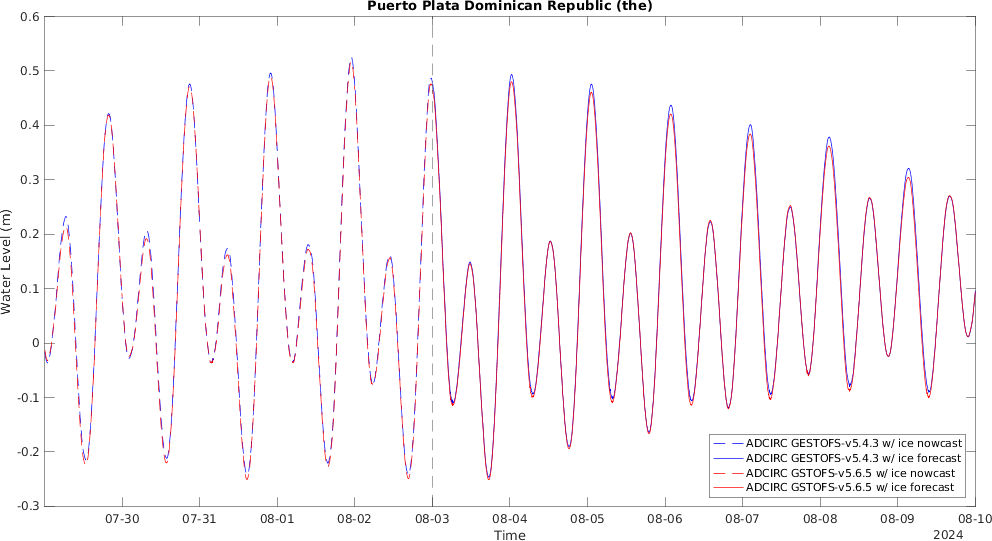 Puerto Plata Dominican Republic (the)
0.6
0.5
0.4
0.3
0.2
0.1
0
-0.1
-0.2
-0.3
Water Level (m)
ADCIRC GESTOFS-v5.4.3 w/ ice nowcast
ADCIRC GESTOFS-v5.4.3 w/ ice forecast
ADCIRC GSTOFS-v5.6.5 w/ ice nowcast
ADCIRC GSTOFS-v5.6.5 w/ ice forecast
07-30 07-31 08-01 08-02 08-03 08-04 08-05 08-06 08-07 08-08 08-09 08-10
Time
2024